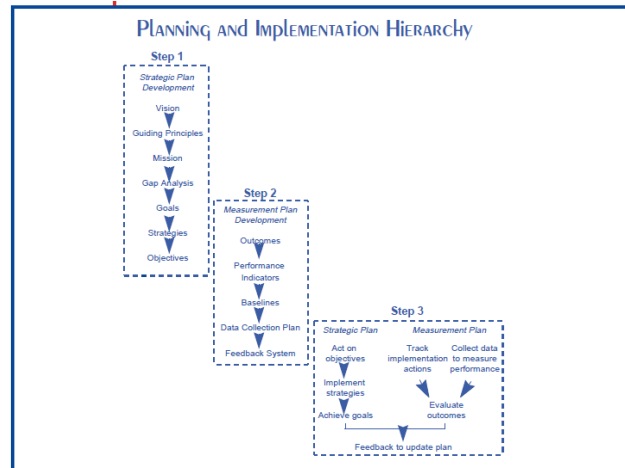 Planning and Implementation Hierarchy
Step 1
Strategic Plan
Development
Vision
Guiding Principles
Mission
Gap Analysis
Goals
Strategies
Objectives
Step 2
Measurement Plan
Development
Outcomes
Performance
Indicators
Baselines
Data Collection Plan
Feedback System
Step 3
Strategic Plan
Measurement Plan
Act on
objectives
Implement
strategies
Achieve goals
Track
implementation
actions
Collect data
to measure
performance
Evaluate
outcomes
Feedback to update plan